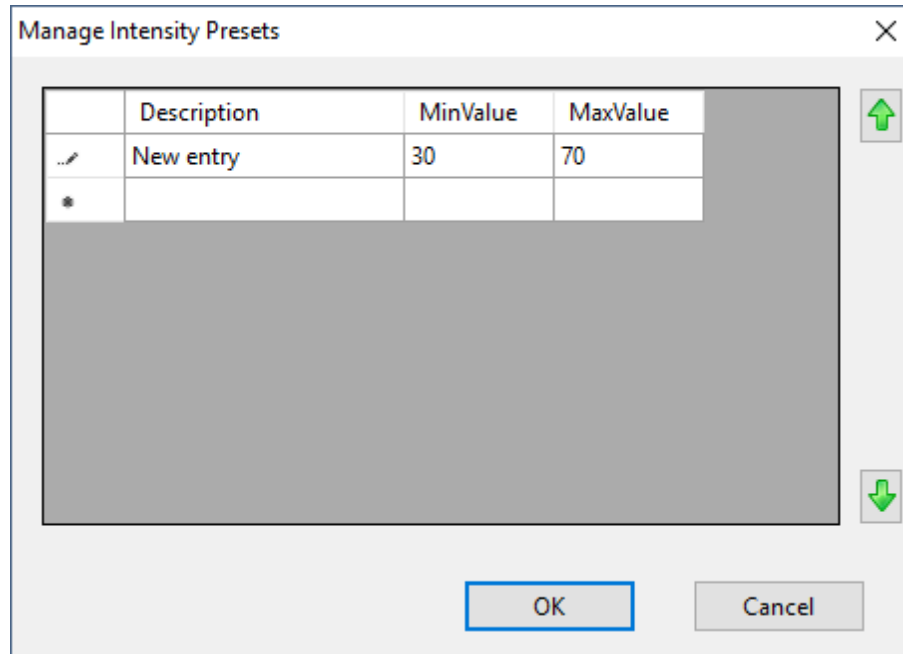 Manage Intensity Presets
Description MinValue MaxValue
New entry 30 70
OK Cancel